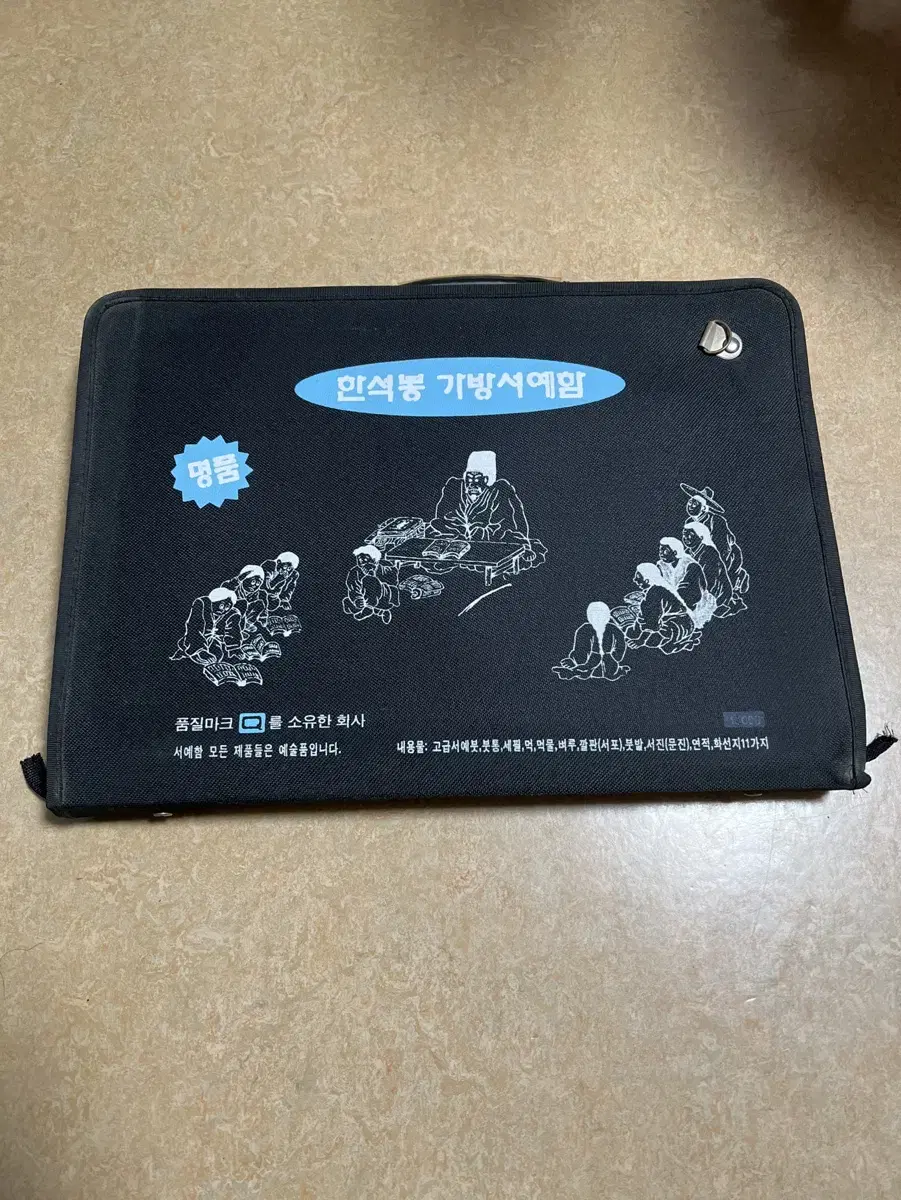 한석봉 가방서예함
명품
품질마크 Q를 소유한 회사
서예함 모든 제품들은 예술품입니다.
내용물: 고급서예붓,붓통,세필,먹,먹물,벼루,깔판(서포),붓발,서진(문진),연적,화선지11가지